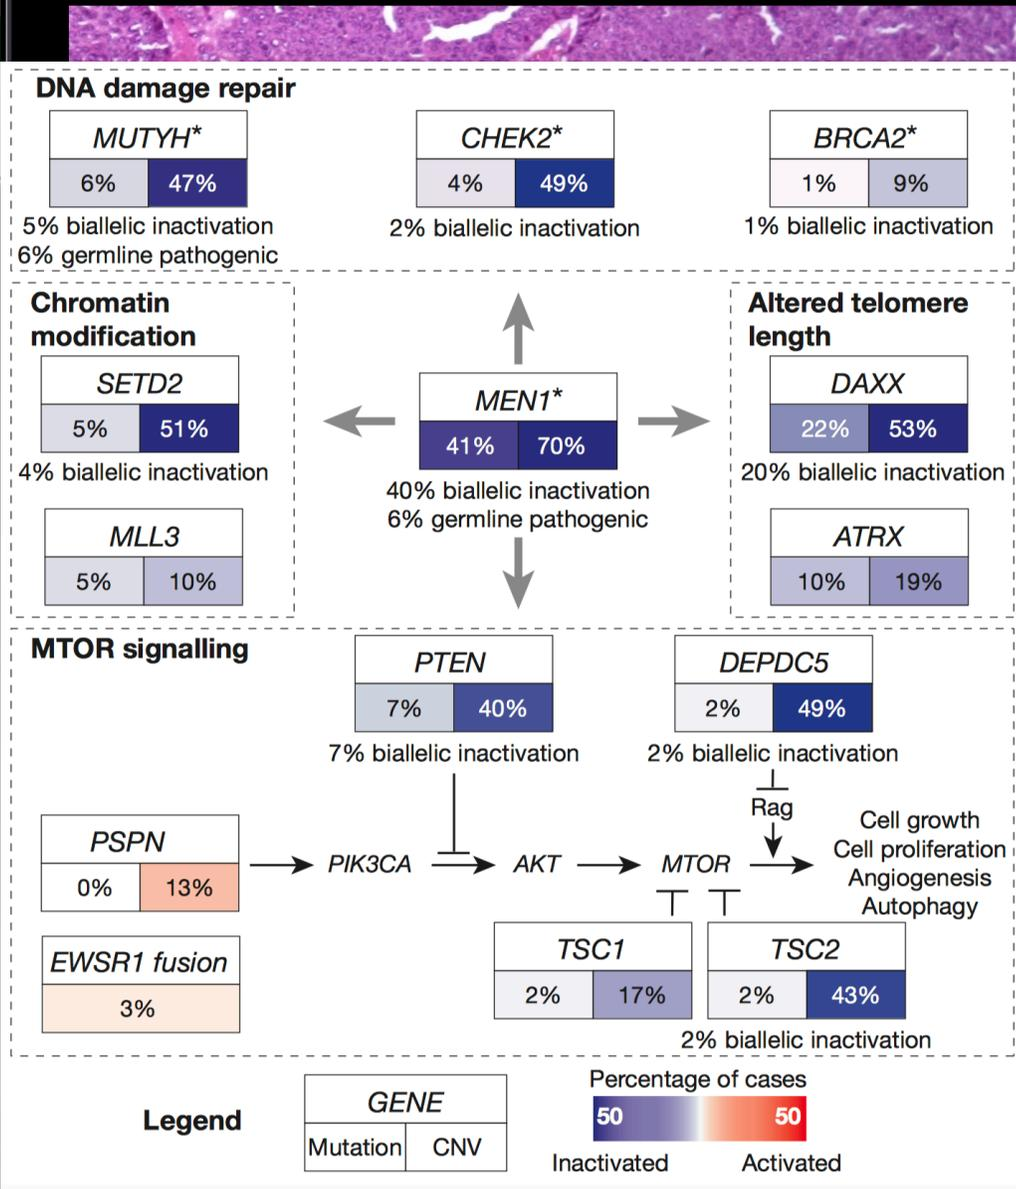 DNA damage repair
MUTYH*
6% 47%
5% biallelic inactivation
6% germline pathogenic
CHEK2*
4% 49%
2% biallelic inactivation
BRCA2*
1% 9%
1% biallelic inactivation
Chromatin
modification
SETD2
5% 51%
4% biallelic inactivation
MLL3
5% 10%
MEN1*
41% 70%
40% biallelic inactivation
6% germline pathogenic
Altered telomere
length
DAXX
22% 53%
20% biallelic inactivation
ATRX
10% 19%
MTOR signalling
PTEN
7% 40%
7% biallelic inactivation
DEPDC5
2% 49%
2% biallelic inactivation
Rag
PSPN
0% 13%
PIK3CA
AKT
MTOR
Cell growth
Cell proliferation
Angiogenesis
Autophagy
EWSR1 fusion
3%
TSC1
2% 17%
TSC2
2% 43%
2% biallelic inactivation
Legend
GENE
Mutation CNV
Percentage of cases
50 50
Inactivated Activated